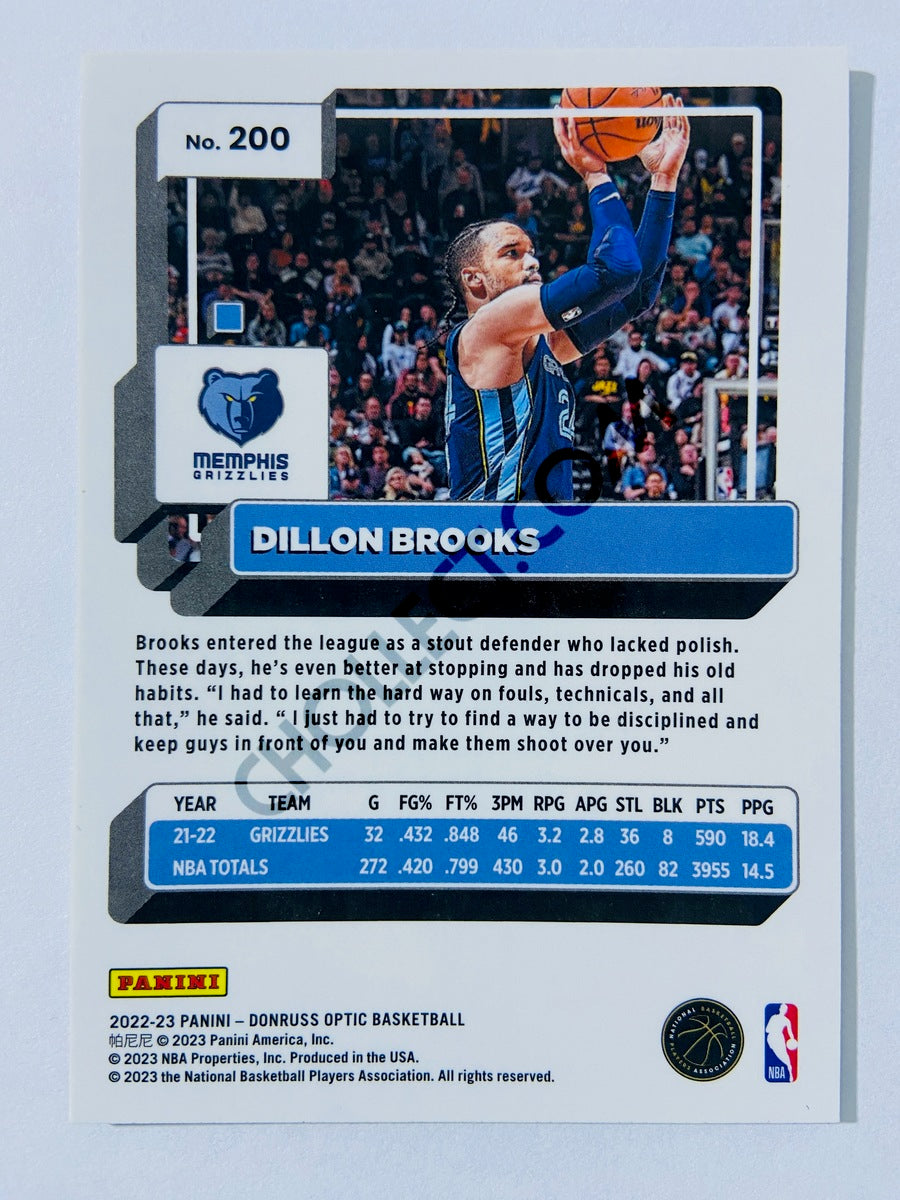 No. 200
MEMPHIS
GRIZZLIES
DILLON BROOKS
Brooks entered the league as a stout defender who lacked polish.
These days, he's even better at stopping and has dropped his old
habits. “I had to learn the hard way on fouls, technicals, and all
that,” he said. “ I just had to try to find a way to be disciplined and
keep guys in front of you and make them shoot over you.”
YEAR TEAM G FG% FT% 3PM RPG APG STL BLK PTS PPG
21-22 GRIZZLIES 32 .432 .848 46 3.2 2.8 36 8 590 18.4
NBA TOTALS 272 .420 .799 430 3.0 2.0 260 82 3955 14.5
CHOLLECT.CO
PANINI
2022-23 PANINI – DONRUSS OPTIC BASKETBALL
帕尼尼 © 2023 Panini America, Inc.
© 2023 NBA Properties, Inc. Produced in the USA.
© 2023 the National Basketball Players Association. All rights reserved.
NATIONAL BASKETBALL
PLAYERS ASSOCIATION
NBA